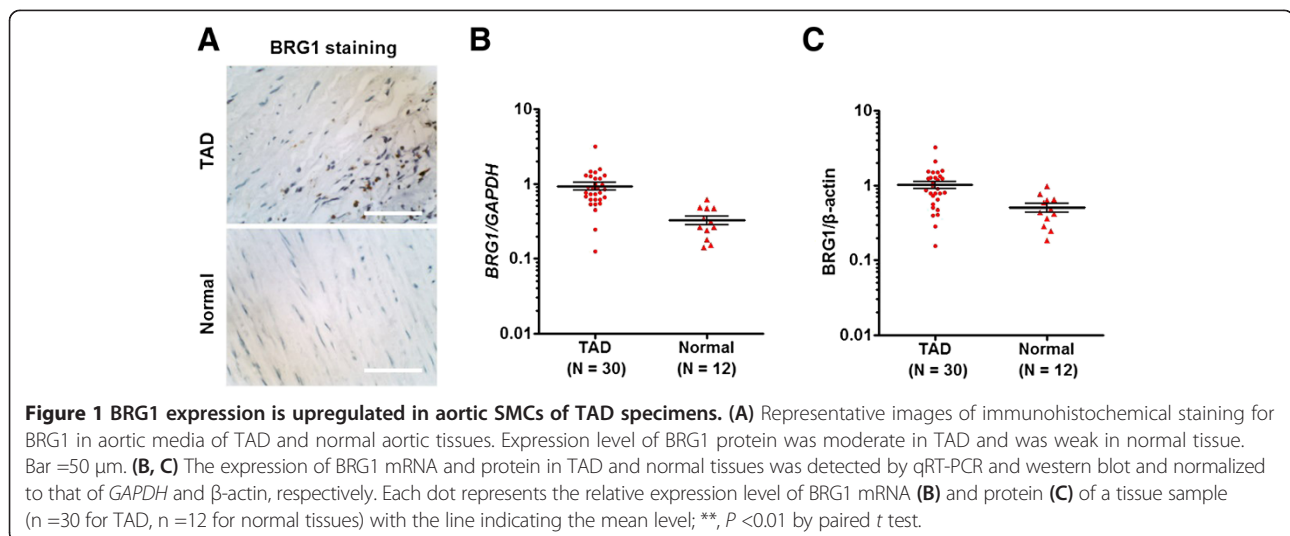 A
BRG1 staining
TAD
Normal
B
10
1
0.1
0.01
BRG1/GAPDH
TAD
(N = 30)
Normal
(N = 12)
C
10
1
0.1
0.01
BRG1/β-actin
TAD
(N = 30)
Normal
(N = 12)
Figure 1 BRG1 expression is upregulated in aortic SMCs of TAD specimens. (A) Representative images of immunohistochemical staining for
BRG1 in aortic media of TAD and normal aortic tissues. Expression level of BRG1 protein was moderate in TAD and was weak in normal tissue.
Bar =50 μm. (B, C) The expression of BRG1 mRNA and protein in TAD and normal tissues was detected by qRT-PCR and western blot and normalized
to that of GAPDH and β-actin, respectively. Each dot represents the relative expression level of BRG1 mRNA (B) and protein (C) of a tissue sample
(n =30 for TAD, n =12 for normal tissues) with the line indicating the mean level; **, P <0.01 by paired t test.